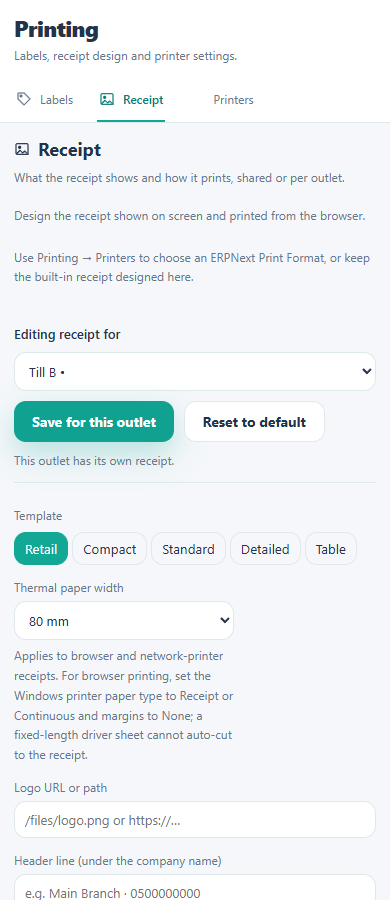 Printing
Labels, receipt design and printer settings.
Labels
Receipt
Printers
Receipt
What the receipt shows and how it prints, shared or per outlet.
Design the receipt shown on screen and printed from the browser.
Use Printing → Printers to choose an ERPNext Print Format, or keep
the built-in receipt designed here.
Editing receipt for
Till B •
Save for this outlet
Reset to default
This outlet has its own receipt.
Template
Retail
Compact
Standard
Detailed
Table
Thermal paper width
80 mm
Applies to browser and network-printer
receipts. For browser printing, set the
Windows printer paper type to Receipt or
Continuous and margins to None; a
fixed-length driver sheet cannot auto-cut
to the receipt.
Logo URL or path
/files/logo.png or https://...
Header line (under the company name)
e.g. Main Branch · 0500000000